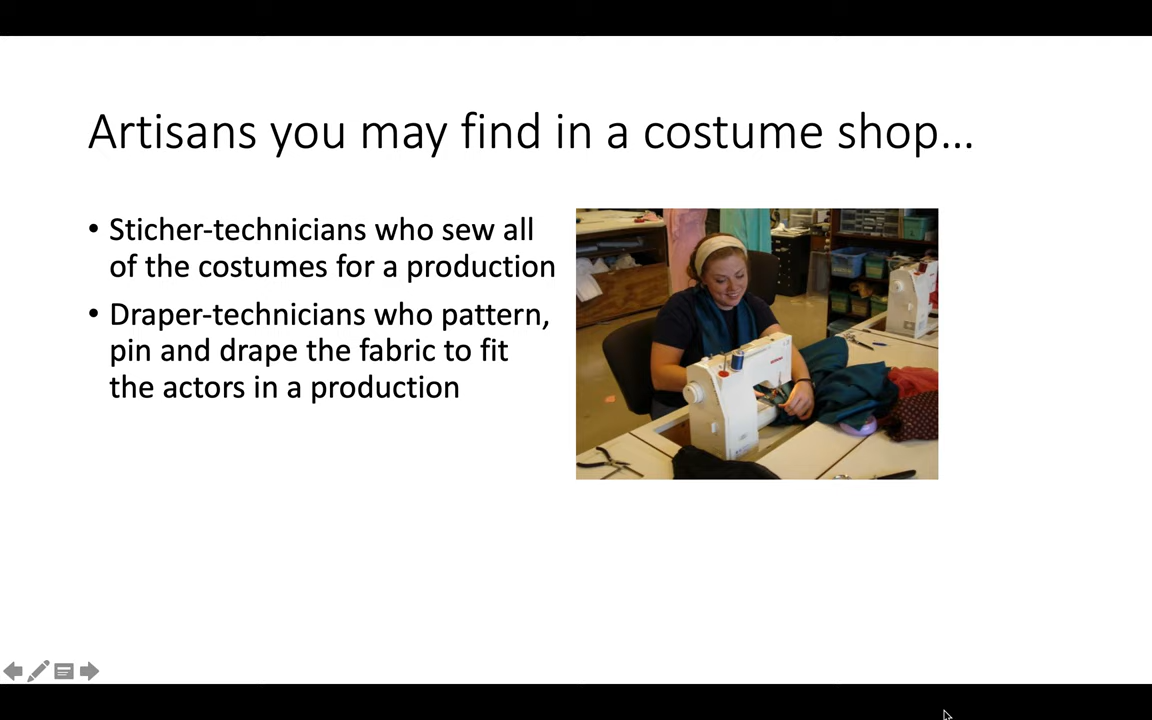 Artisans you may find in a costume shop...
• Sticher-technicians who sew all
of the costumes for a production
• Draper-technicians who pattern,
pin and drape the fabric to fit
the actors in a production